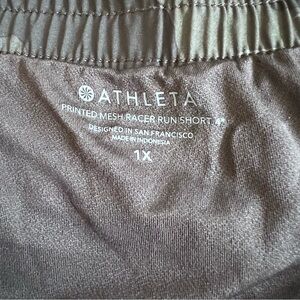 ATHLETA
PRINTED MESH RACER RUN SHORT 4"
DESIGNED IN SAN FRANCISCO
MADE IN INDONESIA
1X